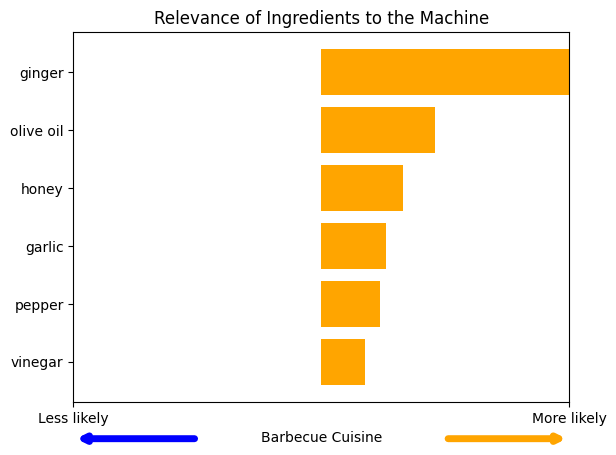 Relevance of Ingredients to the Machine
ginger
olive oil
honey
garlic
pepper
vinegar
Less likely
More likely
Barbecue Cuisine